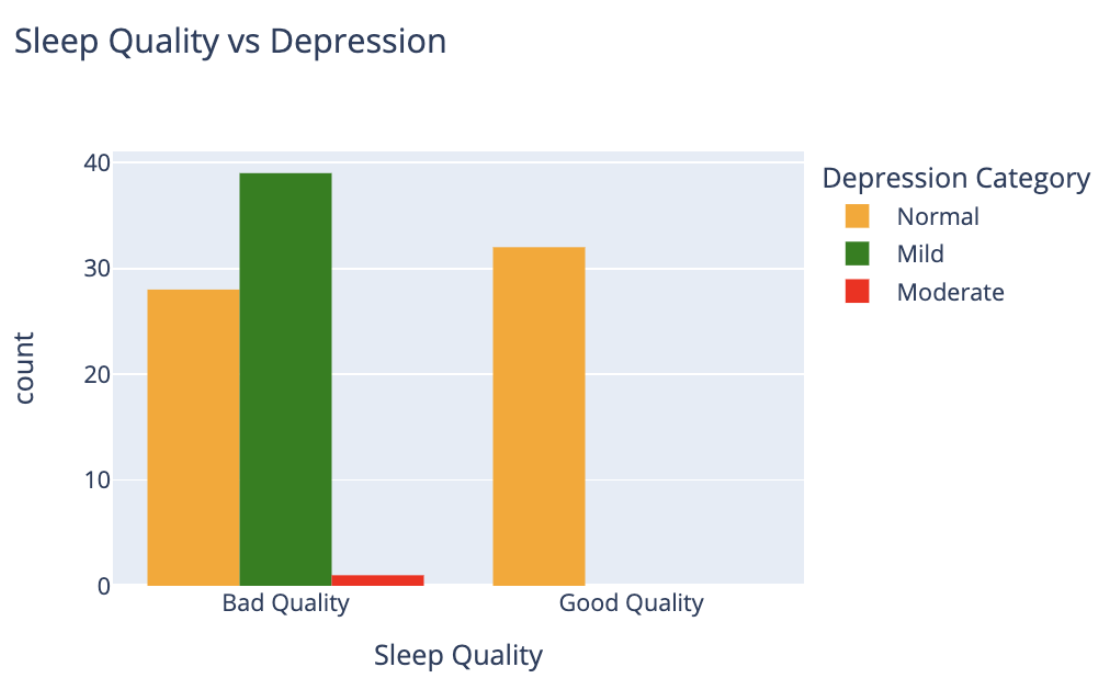 Sleep Quality vs Depression
40
30
20
10
0
count
Bad Quality
Good Quality
Sleep Quality
Depression Category
Normal
Mild
Moderate